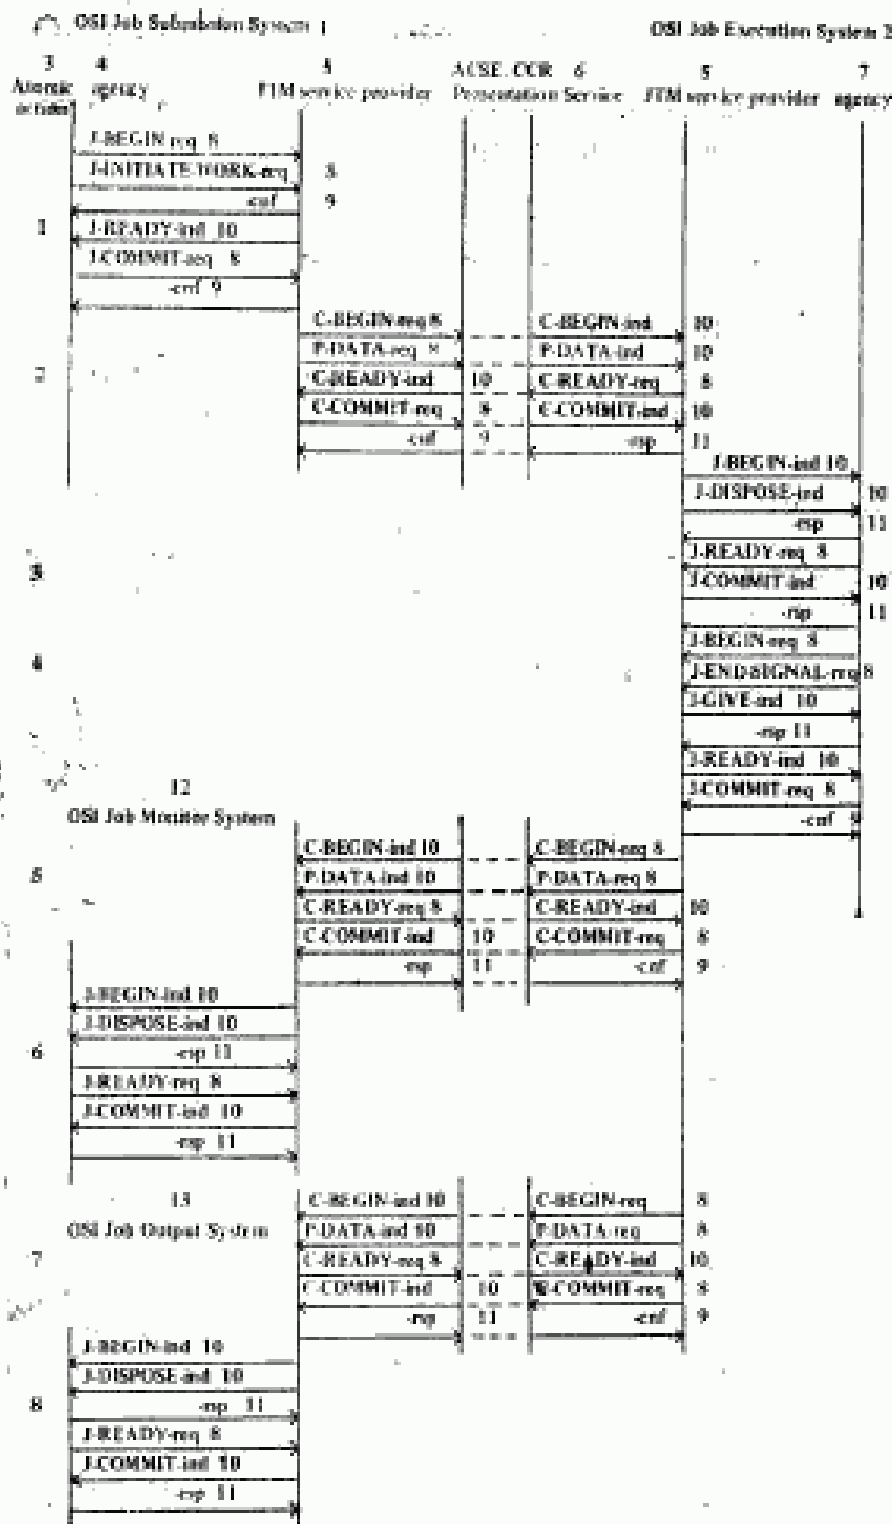 OSI Job Submission System 1
OSI Job Execution System 2
3 4 5 ACSE. CCR 6 5 7
Atomic agency FTM service provider Presentation Service FTM service provider agency
J-BEGIN req 8
J-INITIATE-WORK-req 8
-cnf 9
1 J-READY-ind 10
J-COMMIT-req 8
-cnf 9
C-BEGIN-req 8 C-BEGIN-ind 10
P-DATA-req 8 P-DATA-ind 10
2 C-READY-ind 10 C-READY-req 8
C-COMMIT-req 8 C-COMMIT-ind 10
-cnf 9 -rsp 11
J-BEGIN-ind 10
J-DISPOSE-ind 10
-rsp 11
J-READY-req 8
3 J-COMMIT-ind 10
-rsp 11
J-BEGIN-req 8
4 J-ENDSIGNAL-req 8
J-GIVE-ind 10
-rsp 11
J-READY-ind 10
12 J-COMMIT-req 8
OSI Job Monitor System -cnf
C-BEGIN-ind 10 C-BEGIN-req 8
5 P-DATA-ind 10 P-DATA-req 8
C-READY-req 8 C-READY-ind 10
C-COMMIT-ind 10 C-COMMIT-req 8
-rsp 11 -cnf 9
J-BEGIN-ind 10
J-DISPOSE-ind 10
6 -rsp 11
J-READY-req 8
J-COMMIT-ind 10
-rsp 11
13 C-BEGIN-ind 10 C-BEGIN-req 8
OSI Job Output System P-DATA-ind 10 P-DATA-req 8
7 C-READY-req 8 C-READY-ind 10
C-COMMIT-ind 10 C-COMMIT-req 8
-rsp 11 -cnf 9
J-BEGIN-ind 10
J-DISPOSE-ind 10
8 -rsp 11
J-READY-req 8
J-COMMIT-ind 10
-rsp 11